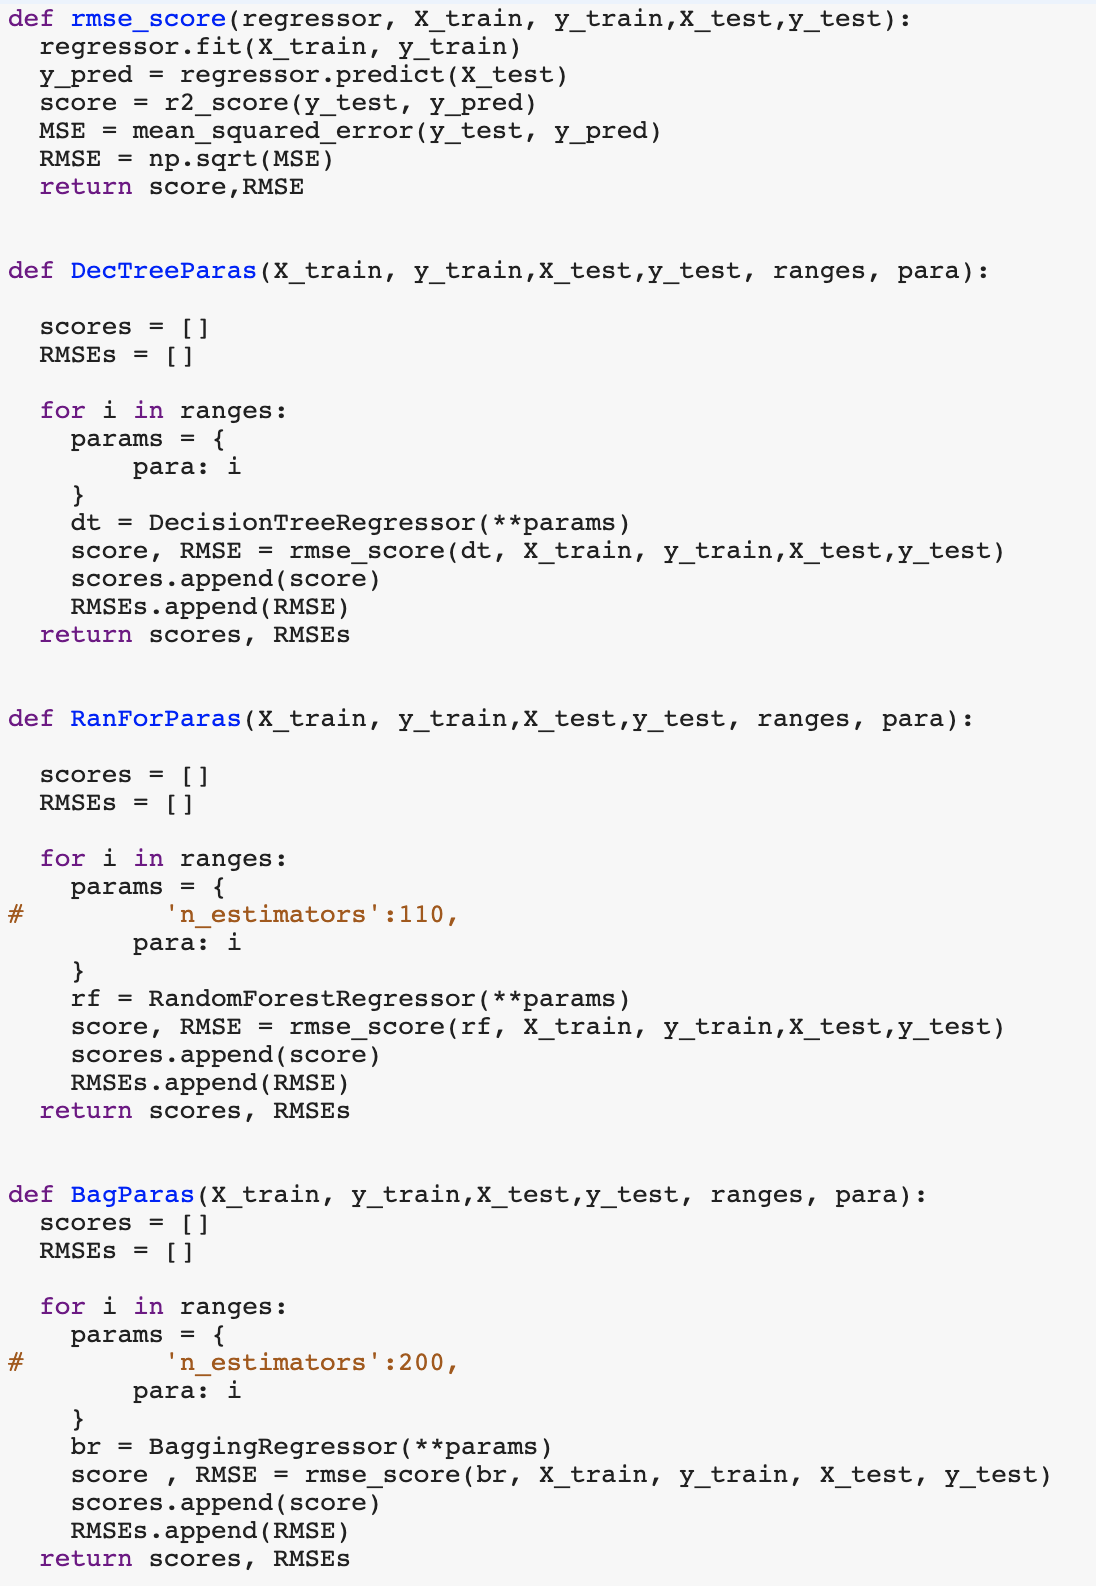 def rmse_score(regressor, X_train, y_train,X_test,y_test):
  regressor.fit(X_train, y_train)
  y_pred = regressor.predict(X_test)
  score = r2_score(y_test, y_pred)
  MSE = mean_squared_error(y_test, y_pred)
  RMSE = np.sqrt(MSE)
  return score,RMSE
def DecTreeParas(X_train, y_train,X_test,y_test, ranges, para):
  scores = []
  RMSEs = []
  for i in ranges:
    params = {
        para: i
    }
    dt = DecisionTreeRegressor(**params)
    score, RMSE = rmse_score(dt, X_train, y_train,X_test,y_test)
    scores.append(score)
    RMSEs.append(RMSE)
  return scores, RMSEs
def RanForParas(X_train, y_train,X_test,y_test, ranges, para):
  scores = []
  RMSEs = []
  for i in ranges:
    params = {
#         'n_estimators':110,
        para: i
    }
    rf = RandomForestRegressor(**params)
    score, RMSE = rmse_score(rf, X_train, y_train,X_test,y_test)
    scores.append(score)
    RMSEs.append(RMSE)
  return scores, RMSEs
def BagParas(X_train, y_train,X_test,y_test, ranges, para):
  scores = []
  RMSEs = []
  for i in ranges:
    params = {
#         'n_estimators':200,
        para: i
    }
    br = BaggingRegressor(**params)
    score , RMSE = rmse_score(br, X_train, y_train, X_test, y_test)
    scores.append(score)
    RMSEs.append(RMSE)
  return scores, RMSEs